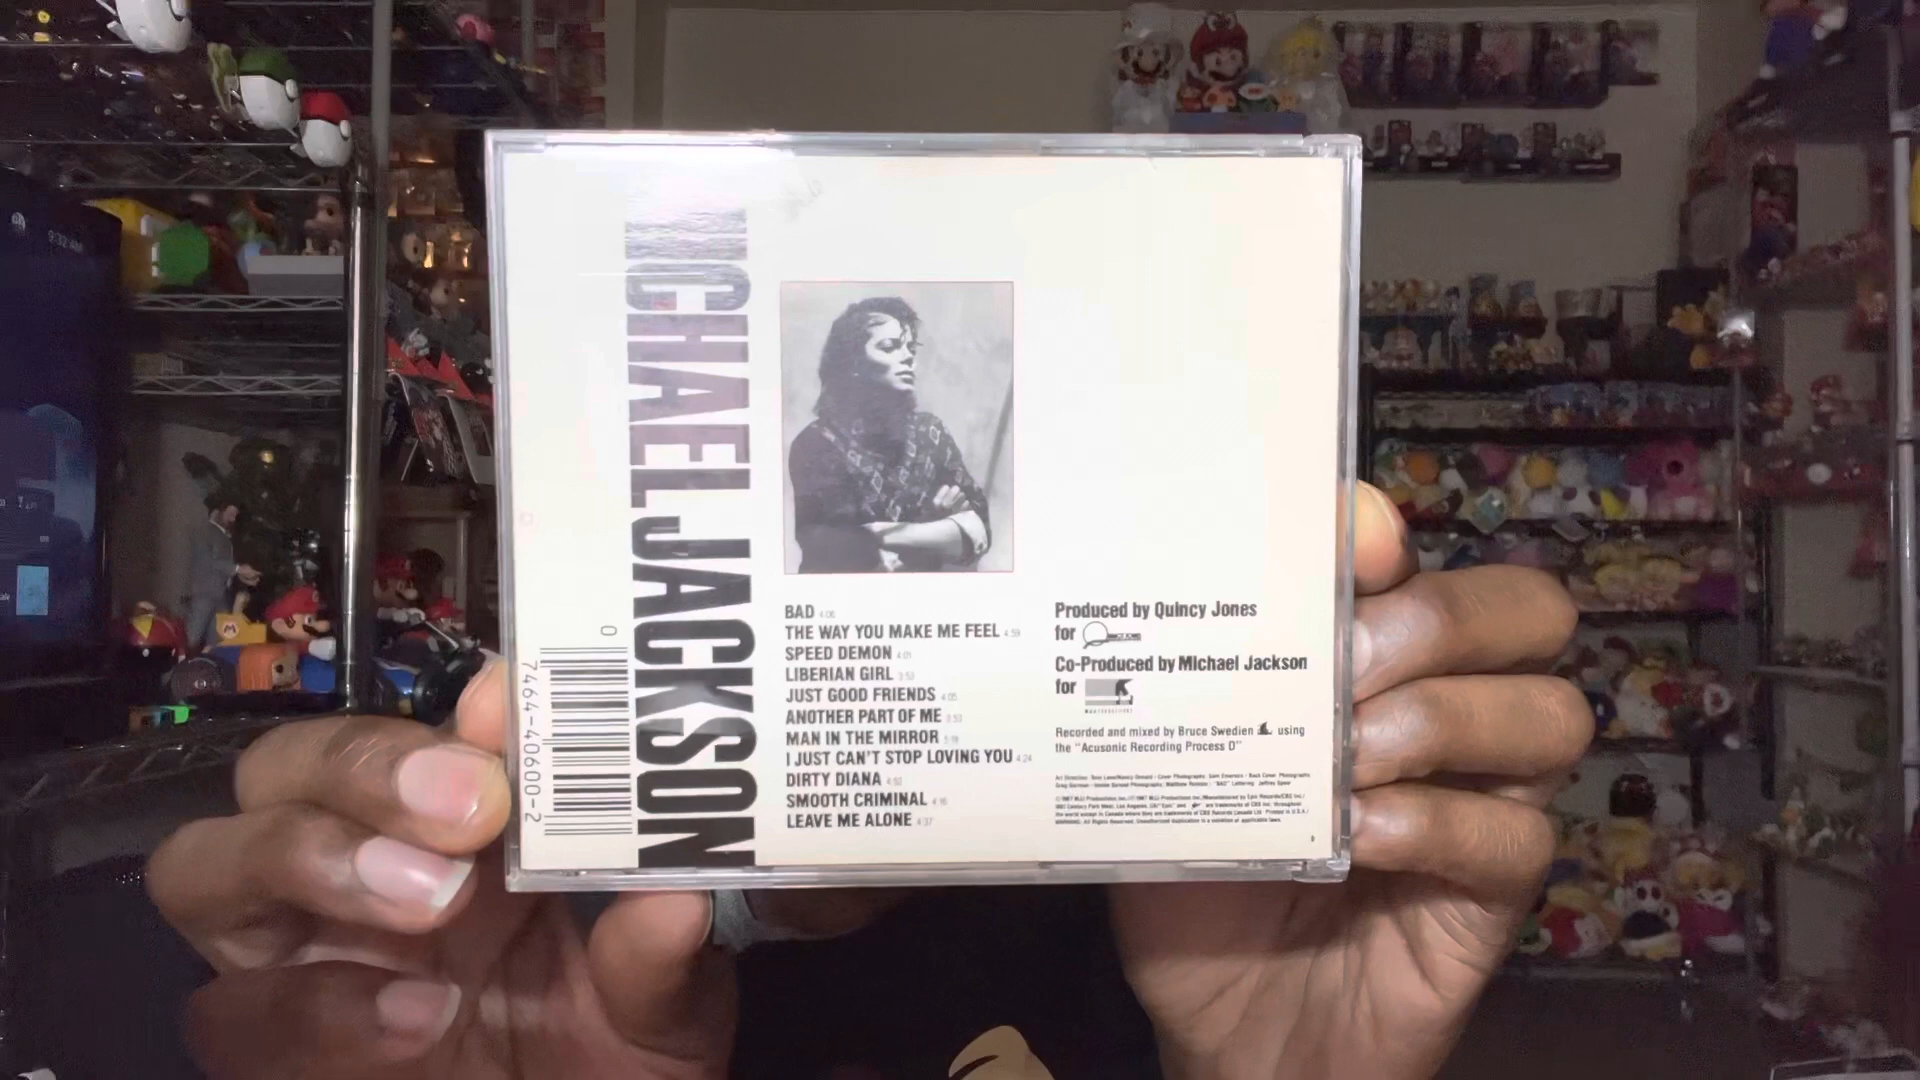 9:32 AM
MICHAEL JACKSON
0
7464-40600-2
BAD 4:06
THE WAY YOU MAKE ME FEEL 4:59
SPEED DEMON 4:01
LIBERIAN GIRL 3:53
JUST GOOD FRIENDS 4:05
ANOTHER PART OF ME 3:53
MAN IN THE MIRROR
I JUST CAN'T STOP LOVING YOU 4:24
DIRTY DIANA
SMOOTH CRIMINAL 4:16
LEAVE ME ALONE 4:37
Produced by Quincy Jones
for
Co-Produced by Michael Jackson
for
Recorded and mixed by Bruce Swedien using
the "Acusonic Recording Process D"